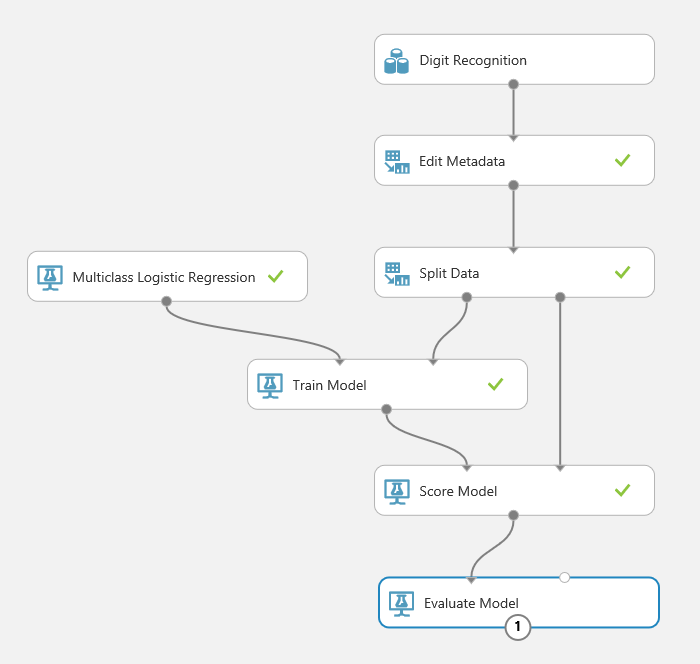 Digit Recognition
Edit Metadata
Multiclass Logistic Regression
Split Data
Train Model
Score Model
Evaluate Model
1